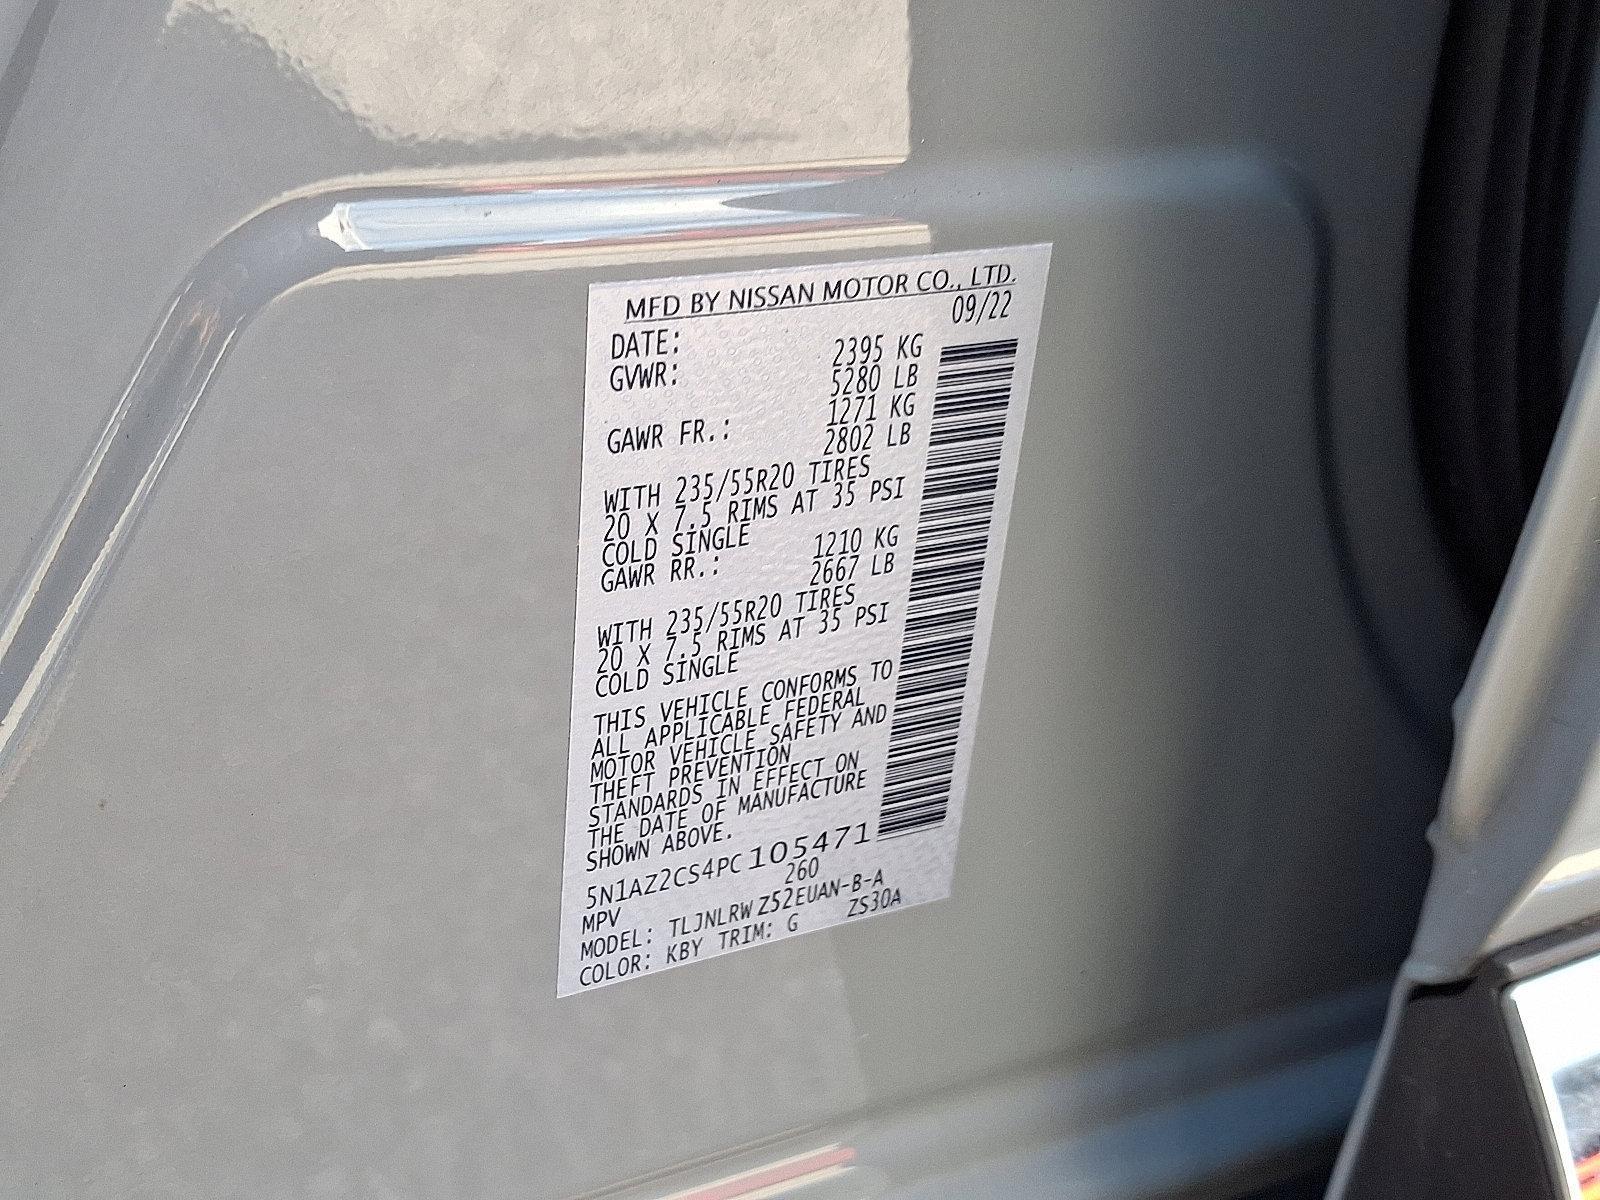 MFD BY NISSAN MOTOR CO., LTD.
DATE: 09/22
GVWR: 2395 KG
5280 LB
GAWR FR.: 1271 KG
2802 LB
WITH 235/55R20 TIRES
20 X 7.5 RIMS AT 35 PSI
COLD SINGLE
GAWR RR.: 1210 KG
2667 LB
WITH 235/55R20 TIRES
20 X 7.5 RIMS AT 35 PSI
COLD SINGLE
THIS VEHICLE CONFORMS TO
ALL APPLICABLE FEDERAL
MOTOR VEHICLE SAFETY AND
THEFT PREVENTION
STANDARDS IN EFFECT ON
THE DATE OF MANUFACTURE
SHOWN ABOVE.
5N1AZ2CS4PC105471
MPV 260
MODEL: TLJNLRW Z52EUAN-B-A
COLOR: KBY TRIM: G ZS30A